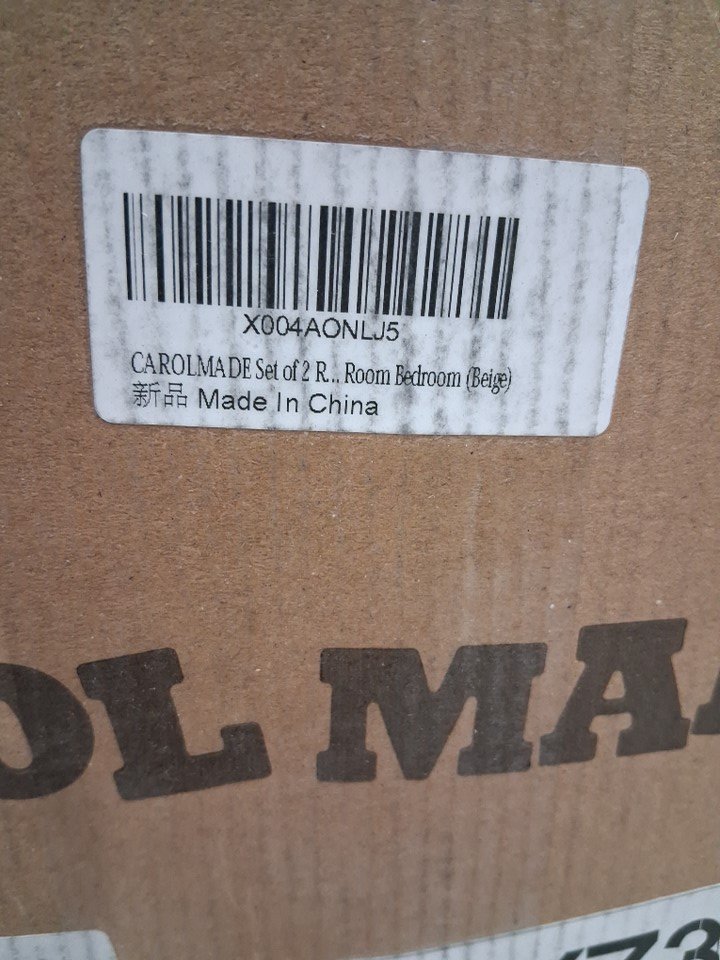 X004AONLJ5
CAROLMADE Set of 2 R... Room Bedroom (Beige)
新品 Made In China
OL MA